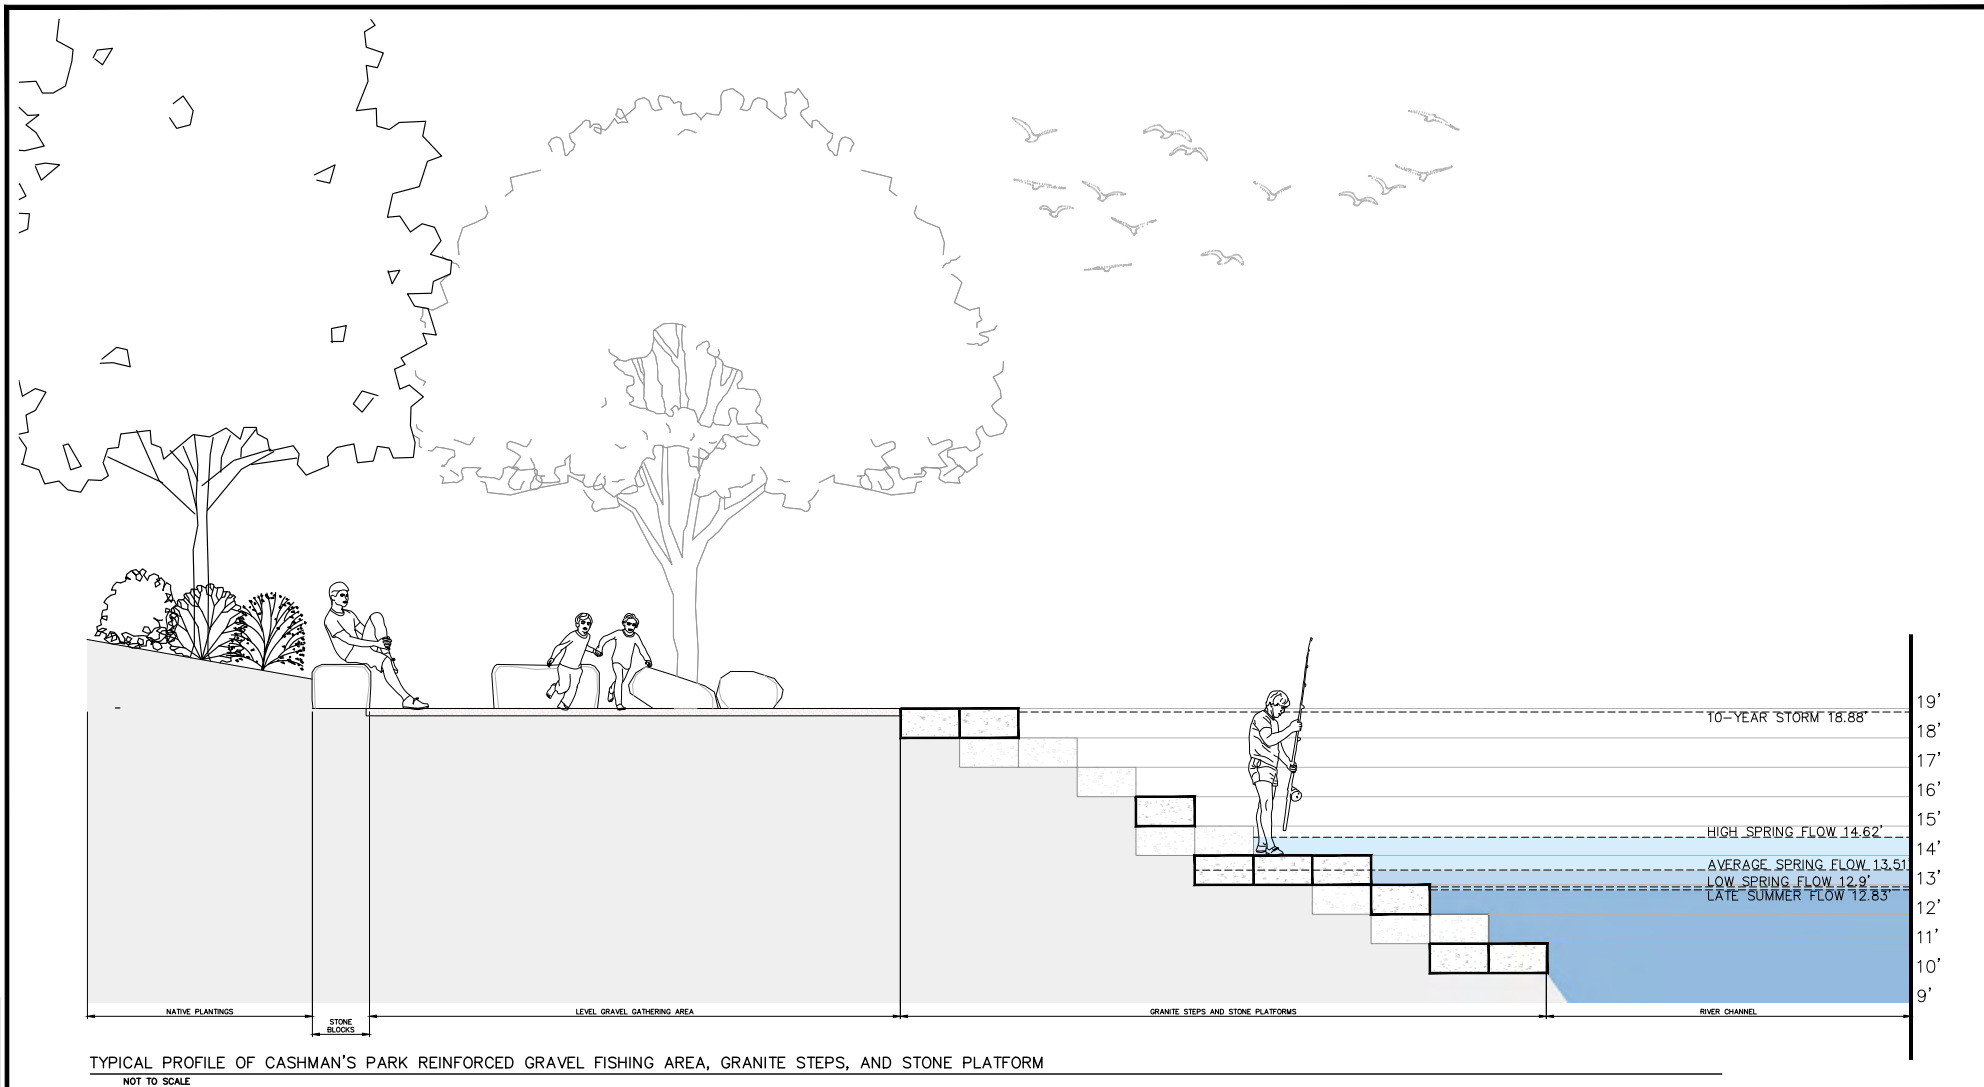 19'
10-YEAR STORM 18.88'
18'
17'
16'
15'
HIGH SPRING FLOW 14.62'
14'
AVERAGE SPRING FLOW 13.51'
13'
LOW SPRING FLOW 12.9'
LATE SUMMER FLOW 12.83'
12'
11'
10'
9'
NATIVE PLANTINGS
STONE
BLOCKS
LEVEL GRAVEL GATHERING AREA
GRANITE STEPS AND STONE PLATFORMS
RIVER CHANNEL
TYPICAL PROFILE OF CASHMAN'S PARK REINFORCED GRAVEL FISHING AREA, GRANITE STEPS, AND STONE PLATFORM
NOT TO SCALE